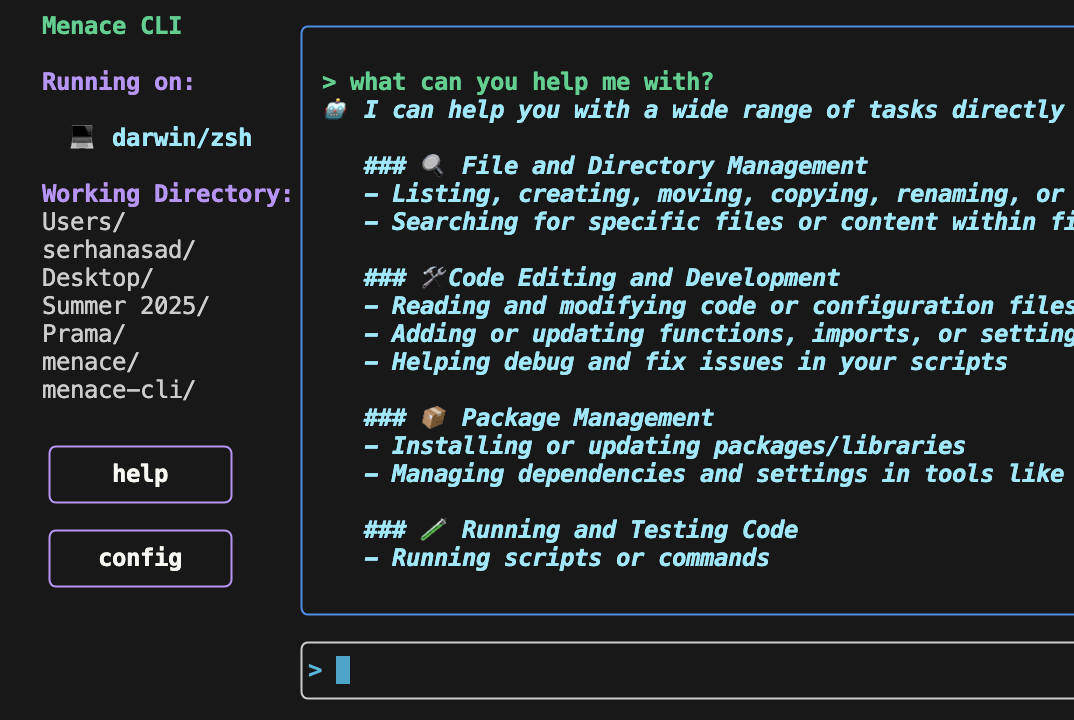 Menace CLI
Running on:
💻 darwin/zsh
Working Directory:
Users/
serhanasad/
Desktop/
Summer 2025/
Prama/
menace/
menace-cli/
help
config
> what can you help me with?
🤖 I can help you with a wide range of tasks directly
### 🔍 File and Directory Management
- Listing, creating, moving, copying, renaming, or
- Searching for specific files or content within fi
### 🛠️Code Editing and Development
- Reading and modifying code or configuration files
- Adding or updating functions, imports, or setting
- Helping debug and fix issues in your scripts
### 📦 Package Management
- Installing or updating packages/libraries
- Managing dependencies and settings in tools like
### 🧪 Running and Testing Code
- Running scripts or commands
>